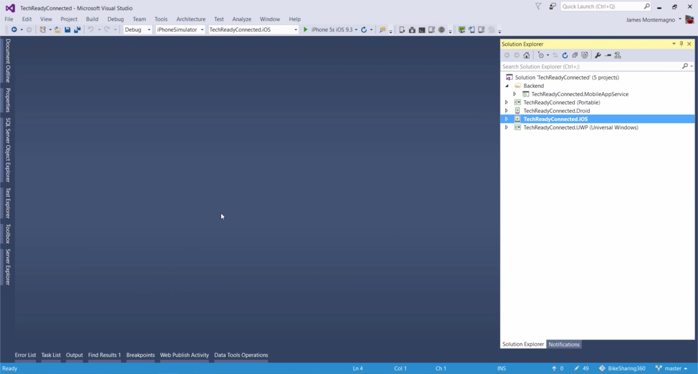 TechReadyConnected - Microsoft Visual Studio
Quick Launch (Ctrl+Q)
File Edit View Project Build Debug Team Tools Architecture Test Analyze Window Help
James Montemagno
Debug iPhoneSimulator TechReadyConnected.iOS iPhone 5s iOS 9.3
Document Outline
Properties
SQL Server Object Explorer
Test Explorer
Toolbox
Server Explorer
Solution Explorer
Search Solution Explorer (Ctrl+;)
Solution 'TechReadyConnected' (5 projects)
Backend
TechReadyConnected.MobileAppService
TechReadyConnected (Portable)
TechReadyConnected.Droid
TechReadyConnected.iOS
TechReadyConnected.UWP (Universal Windows)
Solution Explorer Notifications
Error List Task List Output Find Results 1 Breakpoints Web Publish Activity Data Tools Operations
Ready Ln 4 Col 1 Ch 1 INS 0 49 BikeSharing360 master